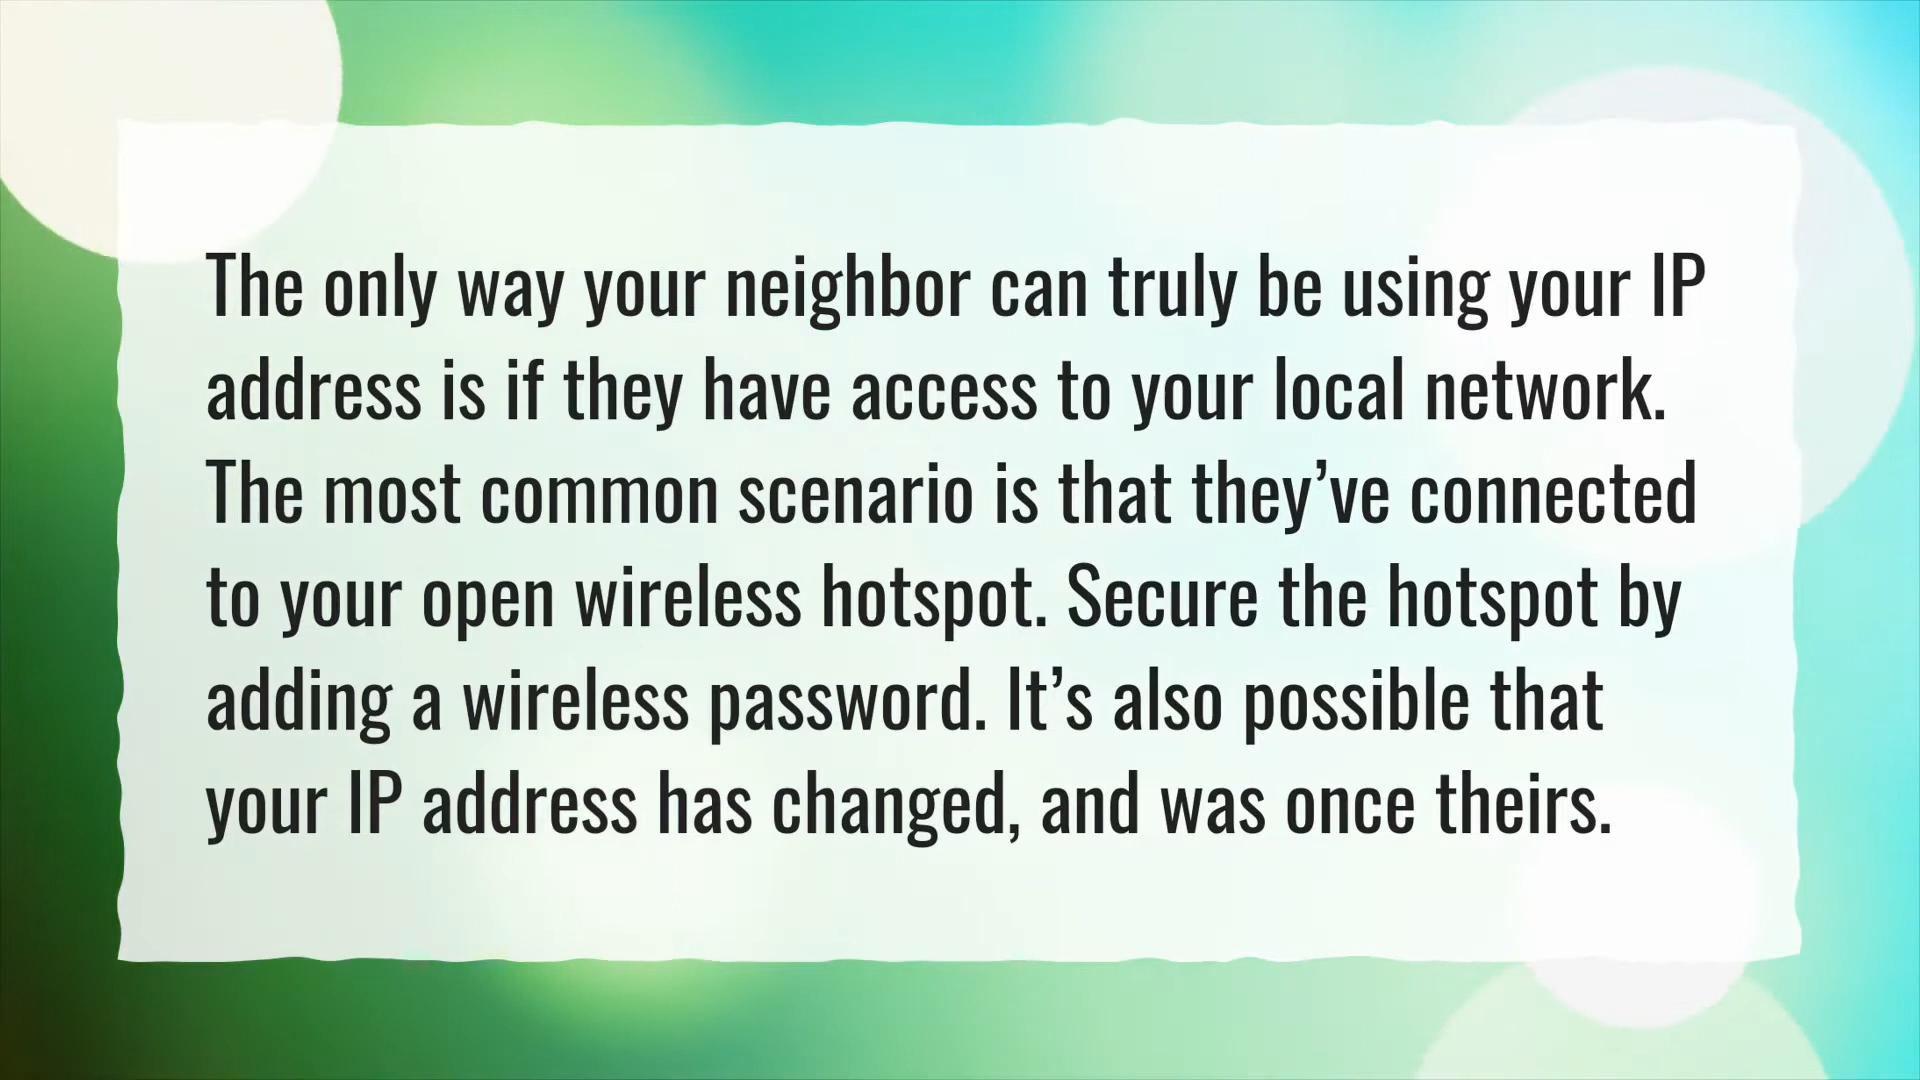 The only way your neighbor can truly be using your IP
address is if they have access to your local network.
The most common scenario is that they’ve connected
to your open wireless hotspot. Secure the hotspot by
adding a wireless password. It’s also possible that
your IP address has changed, and was once theirs.